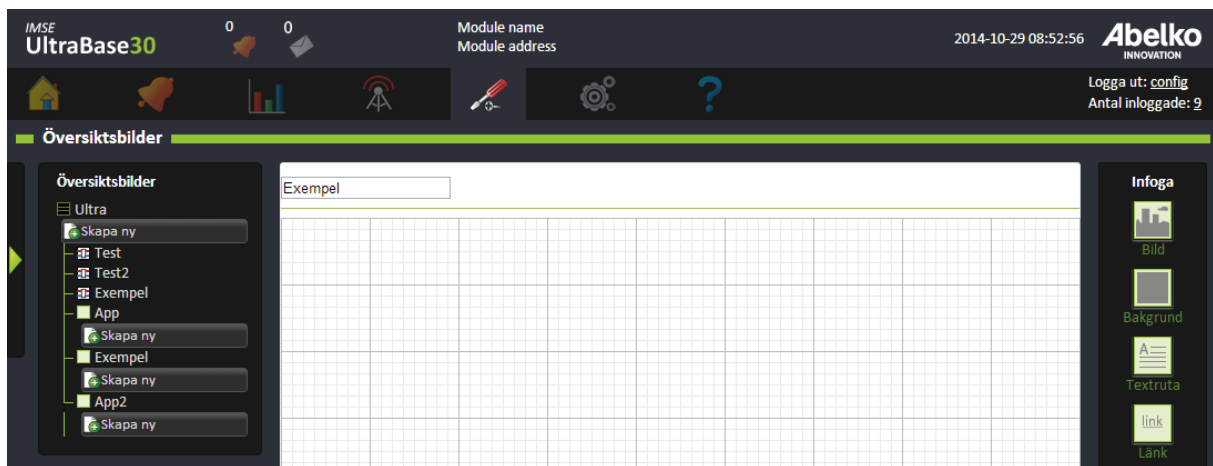 IMSE
UltraBase30
0
0
Module name
Module address
2014-10-29 08:52:56
Abelko
INNOVATION
?
Logga ut: config
Antal inloggade: 9
Översiktsbilder
Översiktsbilder
Ultra
Skapa ny
Test
Test2
Exempel
App
Skapa ny
Exempel
Skapa ny
App2
Skapa ny
Exempel
Infoga
Bild
Bakgrund
A
Textruta
link
Länk